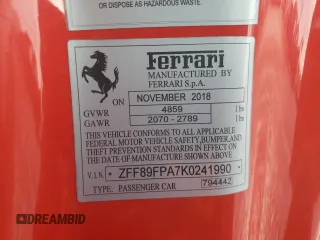 OR DISPOSE AS HAZARDOUS WASTE.
Ferrari
MANUFACTURED BY
FERRARI S.p.A.
ON NOVEMBER 2018
GVWR 4859 lbs
GAWR 2070 - 2789 lbs
THIS VEHICLE CONFORMS TO ALL APPLICABLE
FEDERAL MOTOR VEHICLE SAFETY, BUMPER, AND
THEFT PREVENTION STANDARDS IN EFFECT ON THE
DATE OF MANUFACTURE SHOWN ABOVE
V.I.N. ZFF89FPA7K0241990
TYPE: PASSENGER CAR 794442
DREAMBID